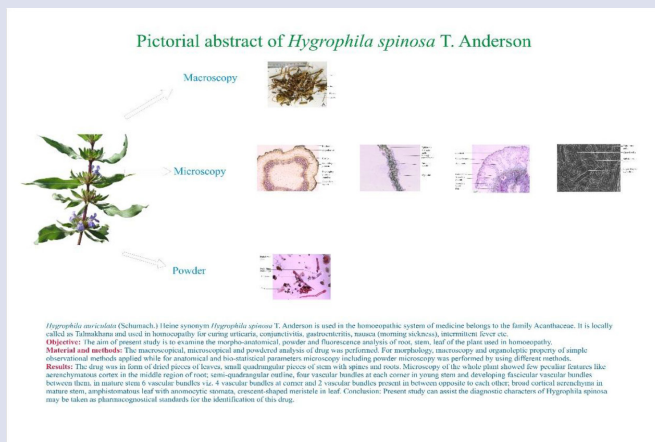 Pictorial abstract of Hygrophila spinosa T. Anderson
Macroscopy
Microscopy
Powder
Hygrophila auriculata (Schumach.) Heine synonym Hygrophila spinosa T. Anderson is used in the homoeopathic system of medicine belongs to the family Acanthaceae. It is locally
called as Talmakhana and used in homoeopathy for curing urticaria, conjunctivitis, gastroenteritis, nausea (morning sickness), intermittent fever etc.
Objective: The aim of present study is to examine the morpho-anatomical, powder and fluorescence analysis of root, stem, leaf of the plant used in homoeopathy.
Material and methods: The macroscopical, microscopical and powdered analysis of drug was performed. For morphology, macroscopy and organoleptic property of simple
observational methods applied while for anatomical and bio-statistical parameters microscopy including powder microscopy was performed by using different methods.
Results: The drug was in form of dried pieces of leaves, small quadrangular pieces of stem with spines and roots. Microscopy of the whole plant showed few peculiar features like
aerenchymatous cortex in the middle region of root; semi-quadrangular outline, four vascular bundles at each corner in young stem and developing fascicular vascular bundles
between them, in mature stem 6 vascular bundles viz. 4 vascular bundles at corner and 2 vascular bundles present in between opposite to each other; broad cortical aerenchyma in
mature stem, amphistomatous leaf with anomocytic stomata, crescent-shaped meristele in leaf. Conclusion: Present study can assist the diagnostic characters of Hygrophila spinosa
may be taken as pharmacognostical standards for the identification of this drug.